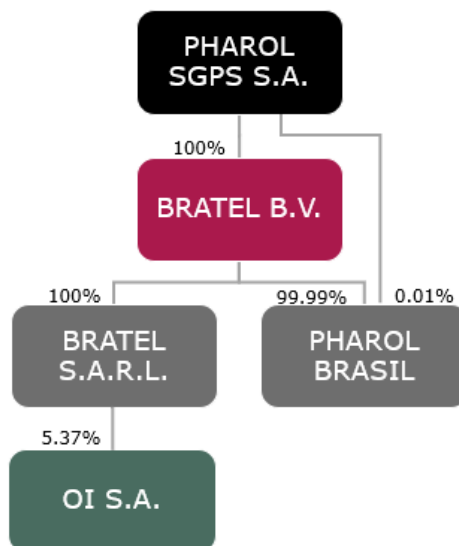 PHAROL
SGPS S.A.
100%
BRATEL B.V.
100%
99.99%
0.01%
BRATEL
S.A.R.L.
PHAROL
BRASIL
5.37%
OI S.A.